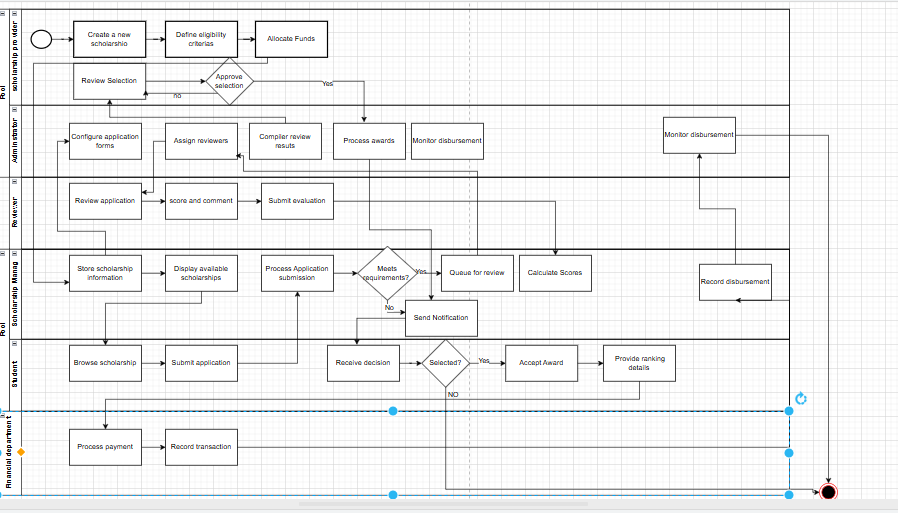 Pool
scholarship provider
Create a new
scholarshio
Define eligibility
criterias
Allocate Funds
Review Selection
Approve
selection
Yes
no
Administrator
Configure application
forms
Assign reviewers
Compiler review
resuts
Process awards
Monitor disbursement
Monitor disbursement
Reviewer
Review application
score and comment
Submit evaluation
Pool
Scholarship Manag
Store scholarship
information
Display available
scholarships
Process Application
submission
Meets
requirements?
Yes
No
Queue for review
Calculate Scores
Record disbursement
Send Notification
Student
Browse scholarship
Submit application
Receive decision
Selected?
Yes
NO
Accept Award
Provide ranking
details
Financial department
Process payment
Record transaction